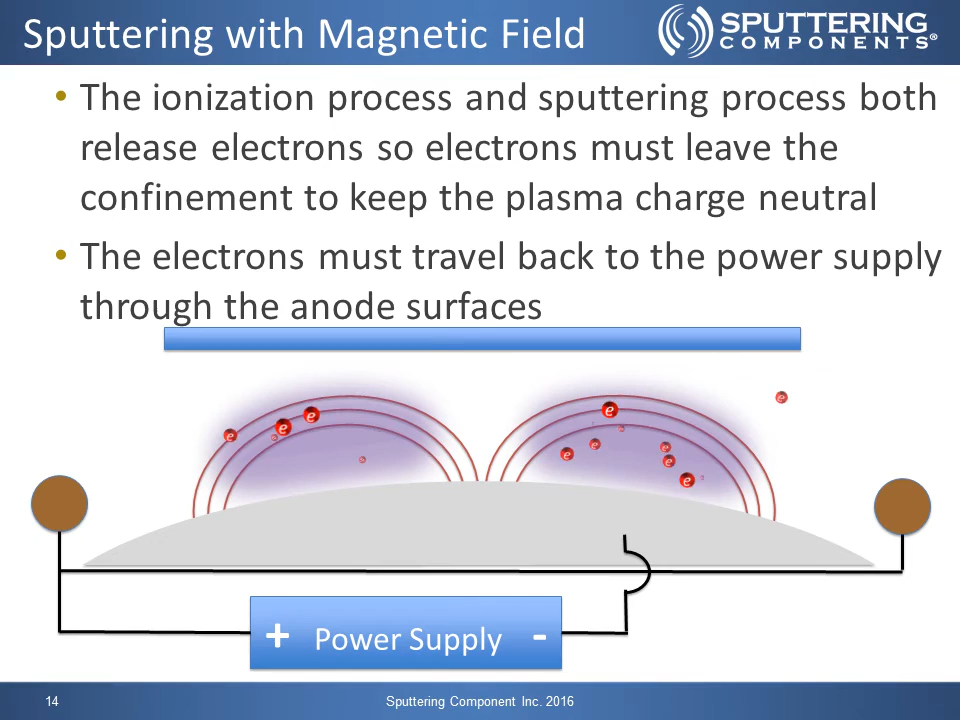 Sputtering with Magnetic Field
SPUTTERING
COMPONENTS®
• The ionization process and sputtering process both
release electrons so electrons must leave the
confinement to keep the plasma charge neutral
• The electrons must travel back to the power supply
through the anode surfaces
e
e
e
e
e
e
e
e
e
e
+ Power Supply -
14
Sputtering Component Inc. 2016